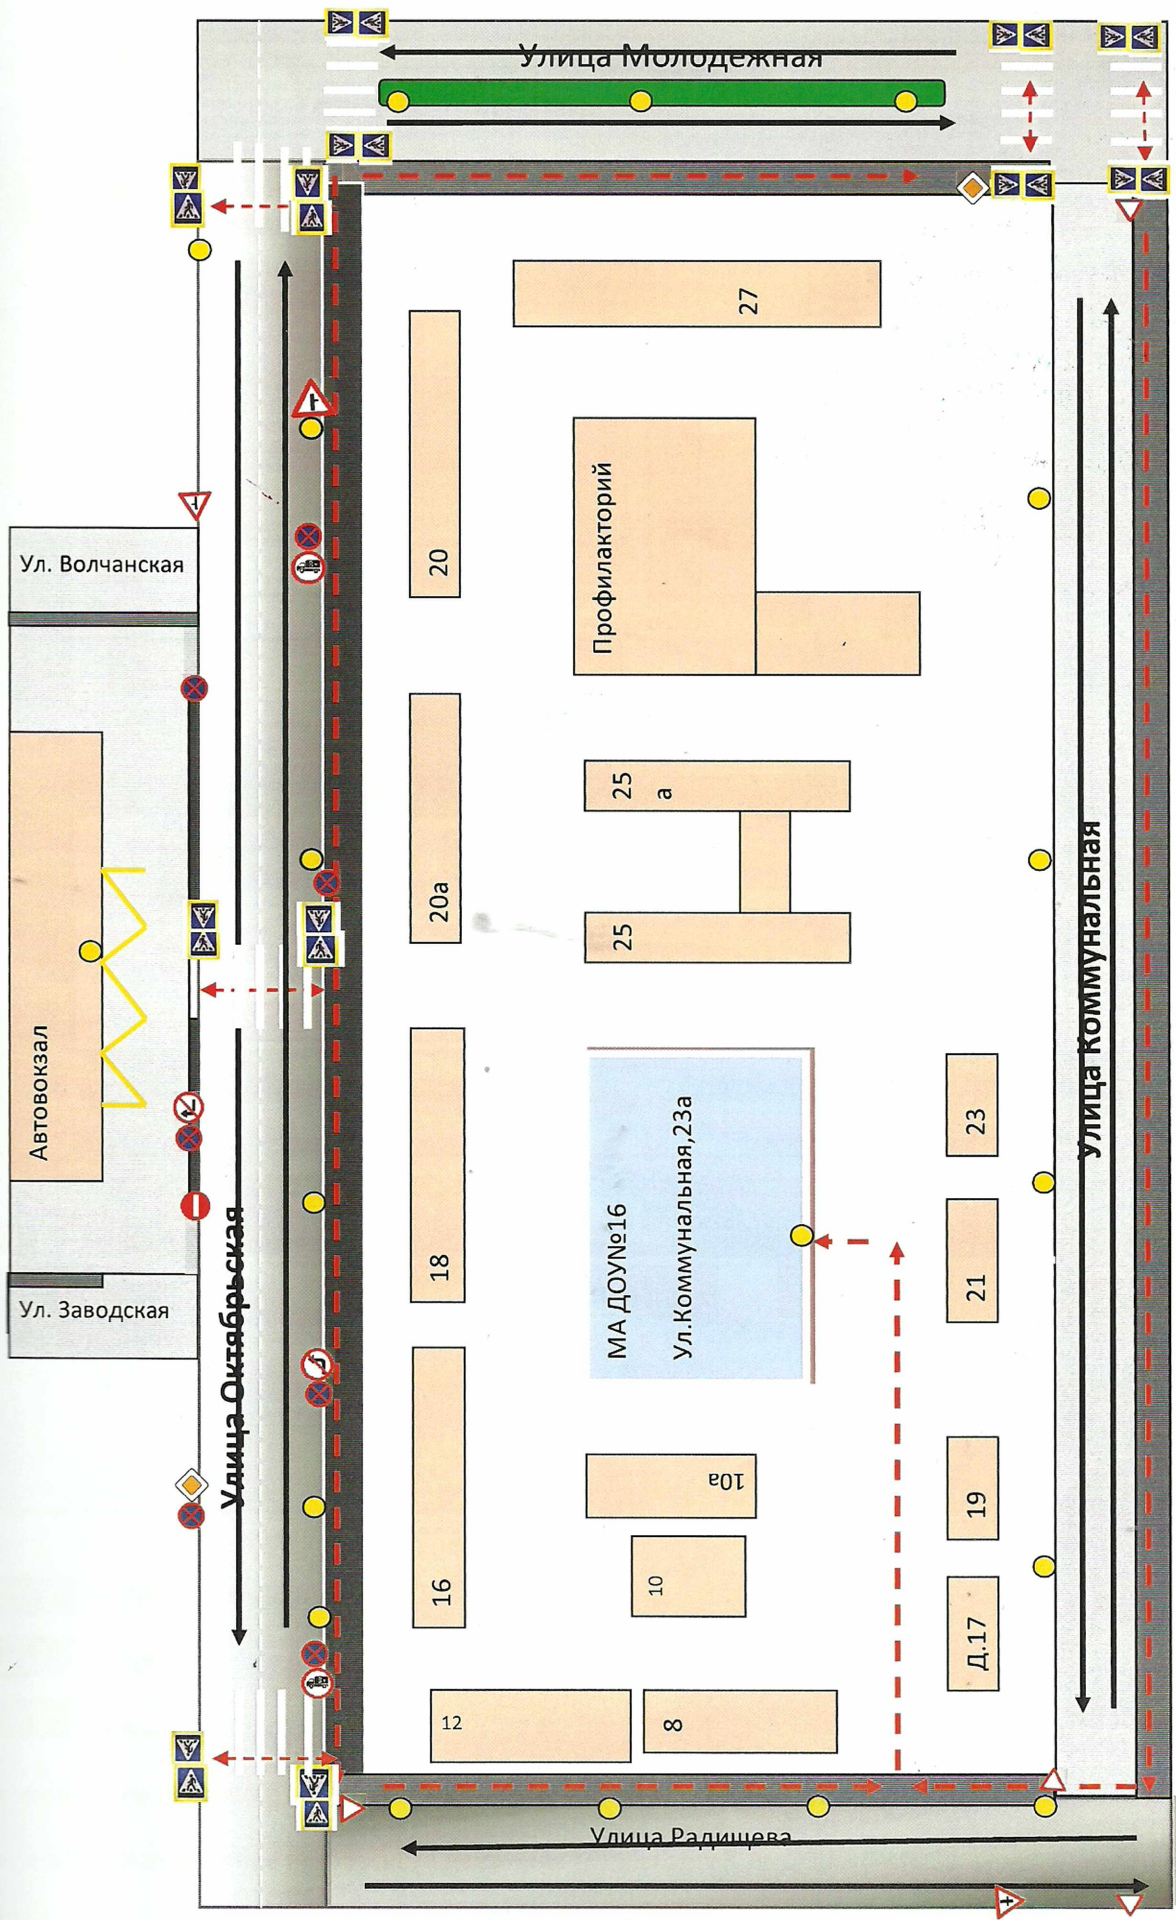 Улица Молодежная
27
20
Ул. Волчанская
Профилакторий
25
а
20а
25
Автовокзал
Улица Коммунальная
МА ДОУ№16
Ул.Коммунальная,23а
18
23
21
Ул. Заводская
Улица Октябрьская
10а
16
10
19
Д.17
12
8
Улица Радищева